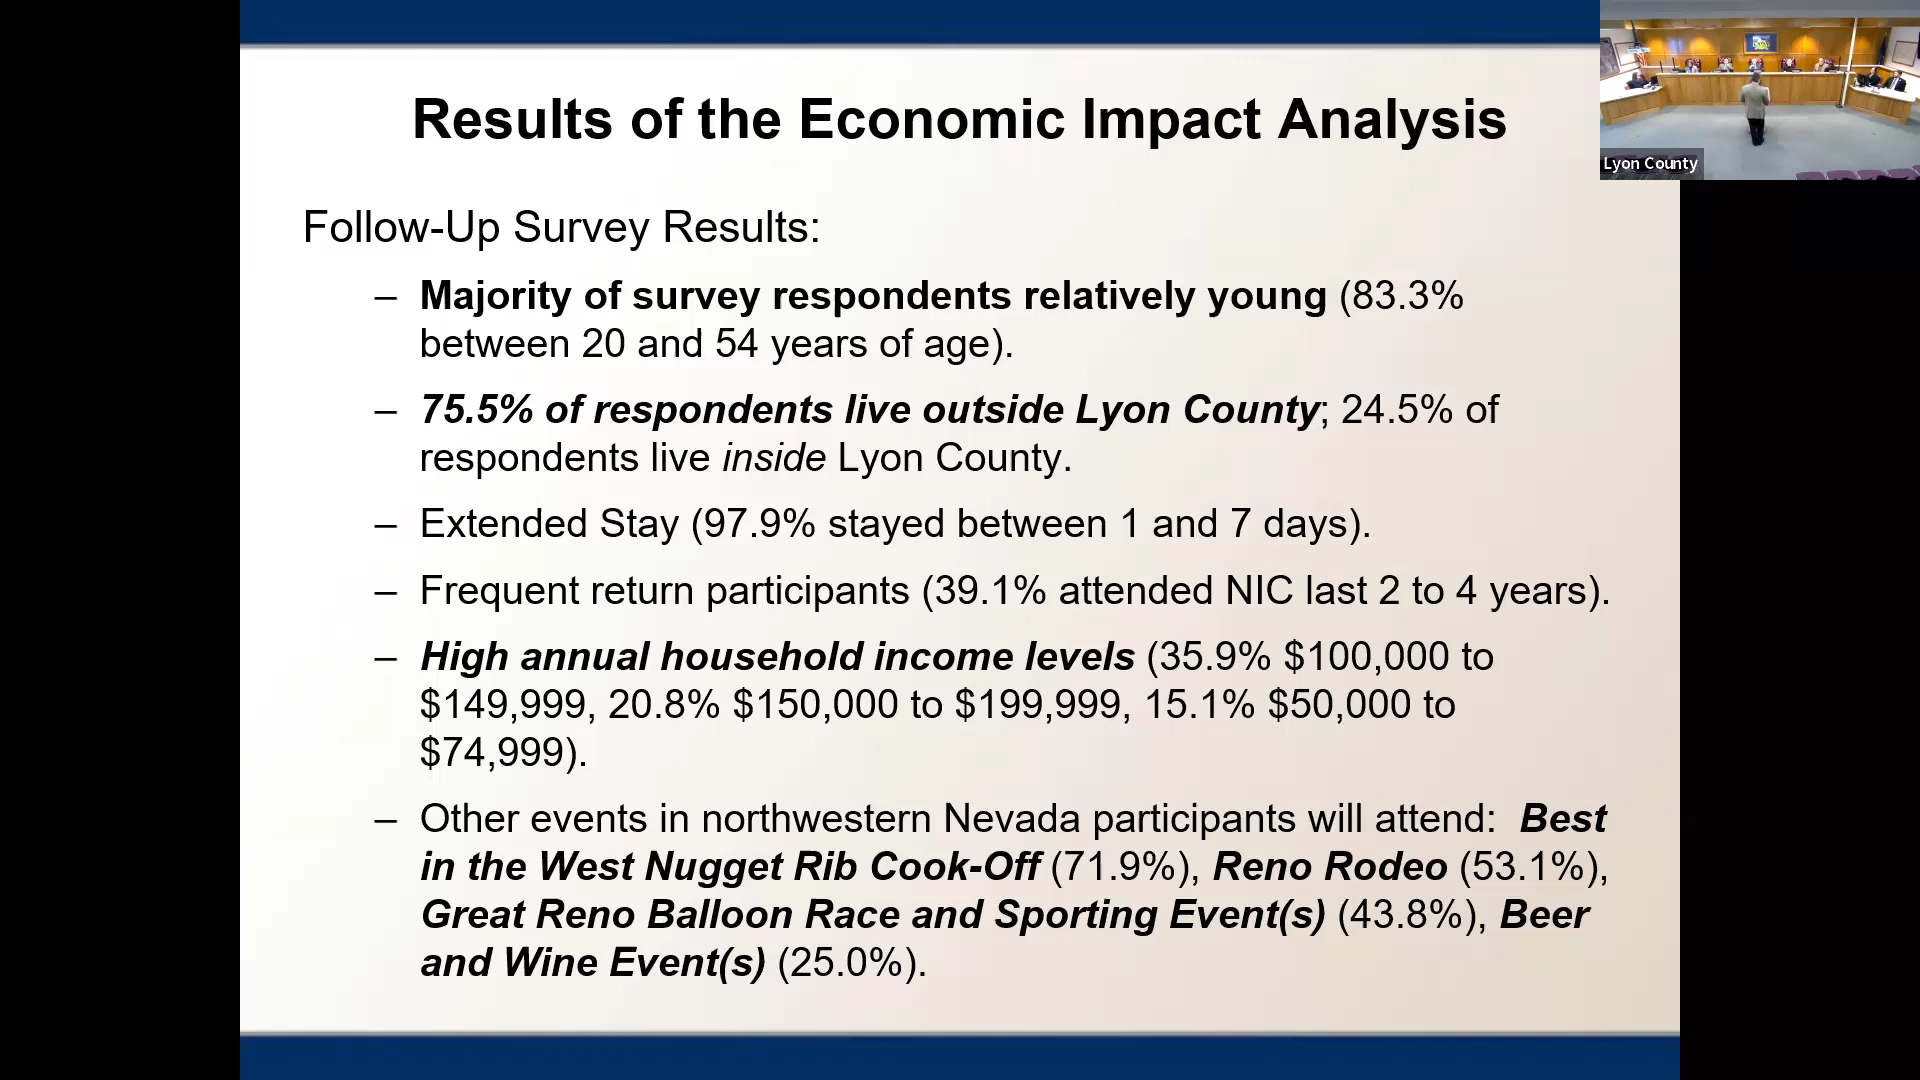 Results of the Economic Impact Analysis
Lyon County
Follow-Up Survey Results:
– Majority of survey respondents relatively young (83.3%
between 20 and 54 years of age).
– 75.5% of respondents live outside Lyon County; 24.5% of
respondents live inside Lyon County.
– Extended Stay (97.9% stayed between 1 and 7 days).
– Frequent return participants (39.1% attended NIC last 2 to 4 years).
– High annual household income levels (35.9% $100,000 to
$149,999, 20.8% $150,000 to $199,999, 15.1% $50,000 to
$74,999).
– Other events in northwestern Nevada participants will attend:  Best
in the West Nugget Rib Cook-Off (71.9%), Reno Rodeo (53.1%),
Great Reno Balloon Race and Sporting Event(s) (43.8%), Beer
and Wine Event(s) (25.0%).